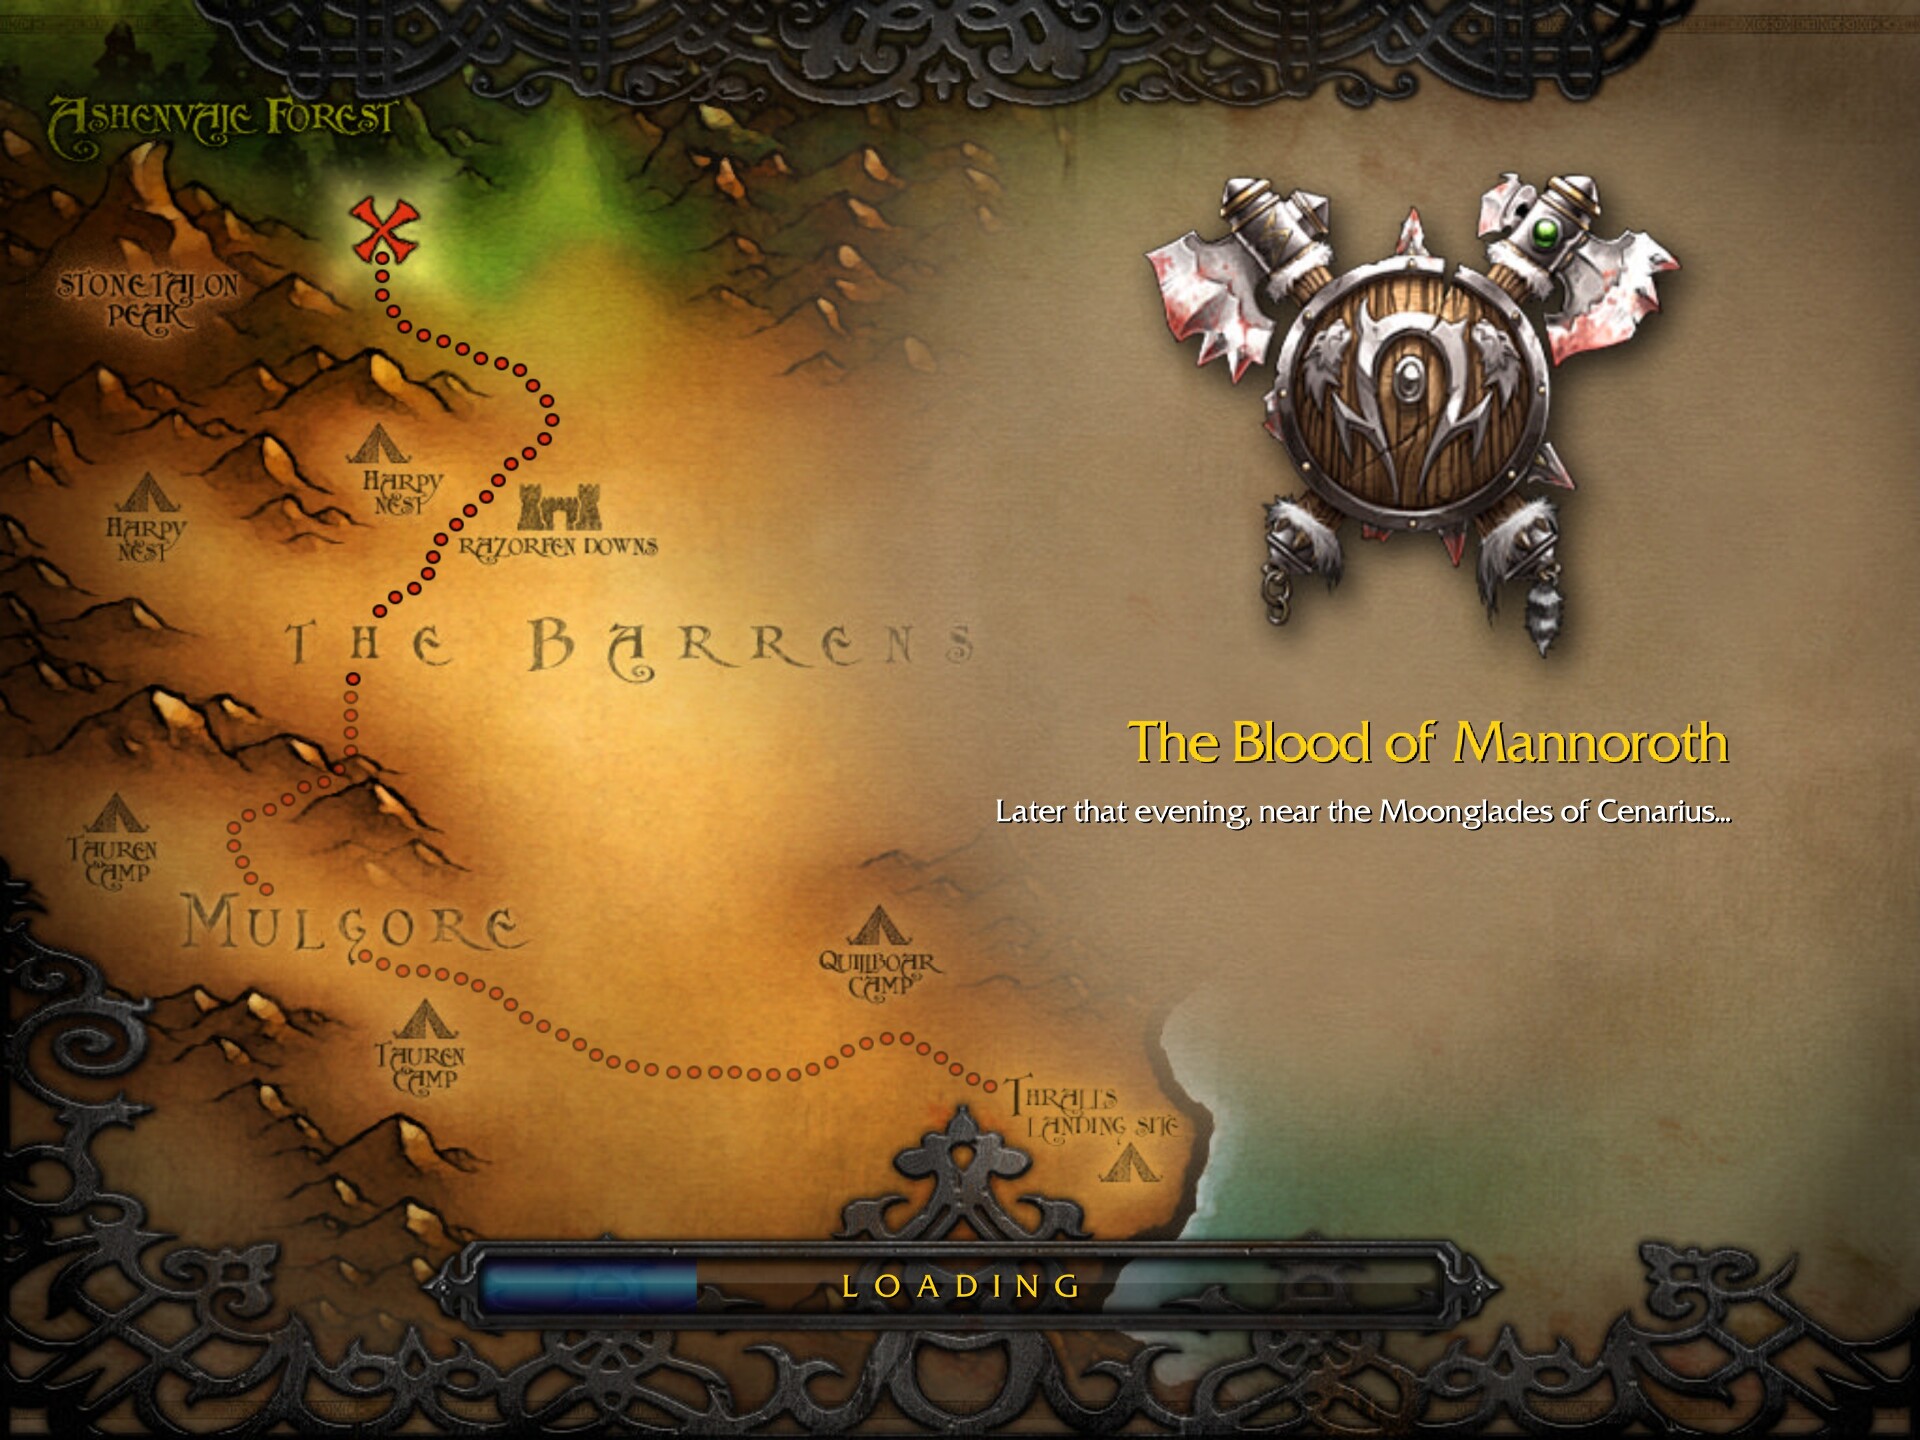 Ashenvale Forest
Stonetalon
Peak
Harpy
Nest
Harpy
Nest
Razorfen Downs
The Barrens
The Blood of Mannoroth
Later that evening, near the Moonglades of Cenarius...
Tauren
Camp
Mulgore
Quillboar
Camp
Tauren
Camp
Thrall's
Landing Site
LOADING